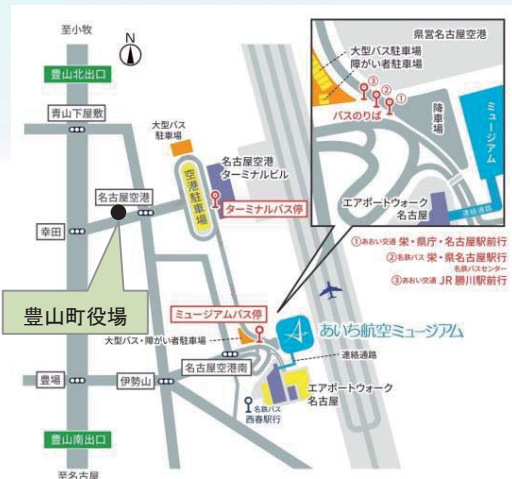 至小牧
N
豊山北出口
青山下屋敷
名古屋空港
幸田
豊山町役場
豊場
伊勢山
豊山南出口
至名古屋
大型バス
駐車場
空港駐車場
名古屋空港
ターミナルビル
ターミナルバス停
ミュージアムバス停
大型バス・障がい者駐車場
名古屋空港南
あいち航空ミュージアム
連絡通路
エアポートウォーク
名古屋
名鉄バス
西春駅行
県営名古屋空港
大型バス駐車場
障がい者駐車場
③
②
①
バスのりば
降車場
ミュージアム
エアポートウォーク
名古屋
連絡通路
①あおい交通 栄・県庁・名古屋駅前行
②名鉄バス 栄・県名古屋駅行
名鉄バスセンター
③あおい交通 JR 勝川駅前行